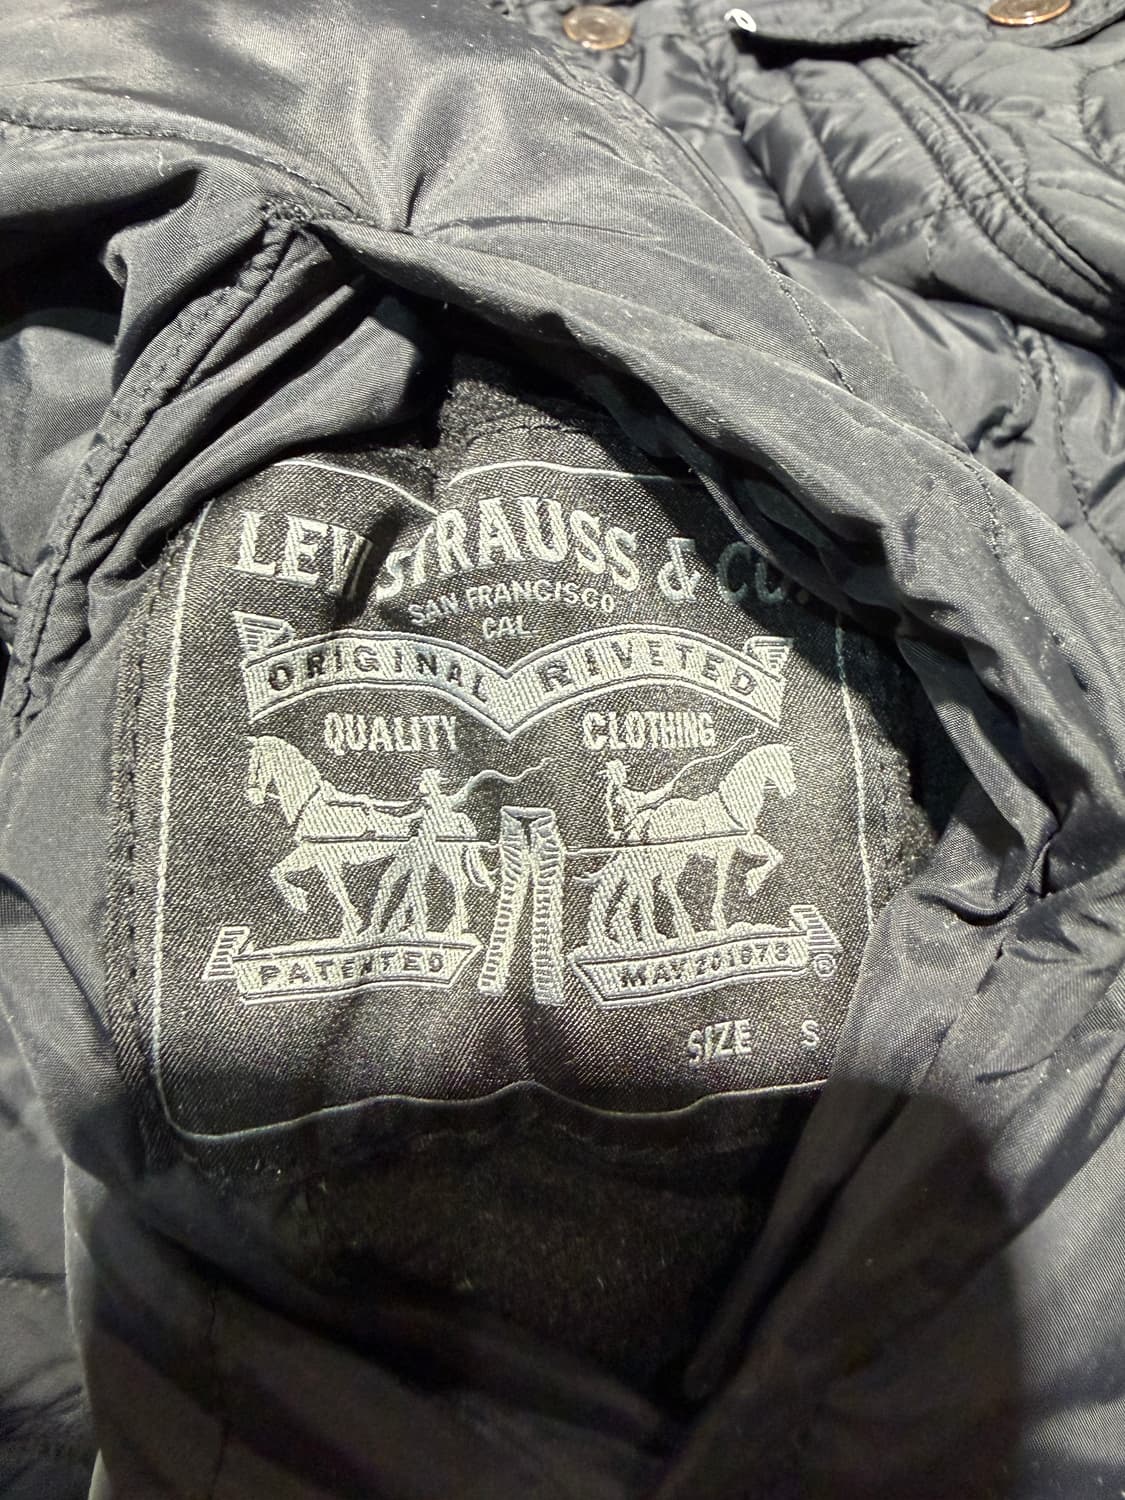 LEVI STRAUSS & CO.
SAN FRANCISCO
CAL
ORIGINAL RIVETED
QUALITY CLOTHING
PATENTED MAY 20 1873 ®
SIZE S